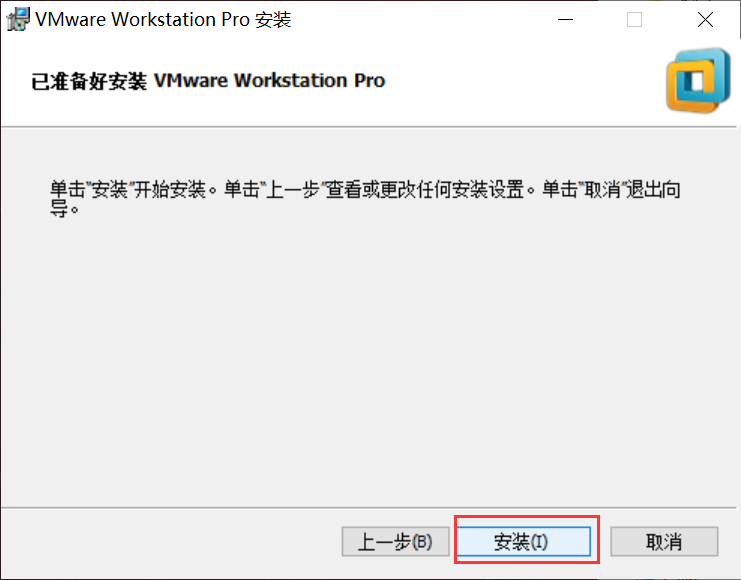 VMware Workstation Pro 安装
已准备好安装 VMware Workstation Pro
单击“安装”开始安装。单击“上一步”查看或更改任何安装设置。单击“取消”退出向
导。
上一步(B) 安装(I) 取消